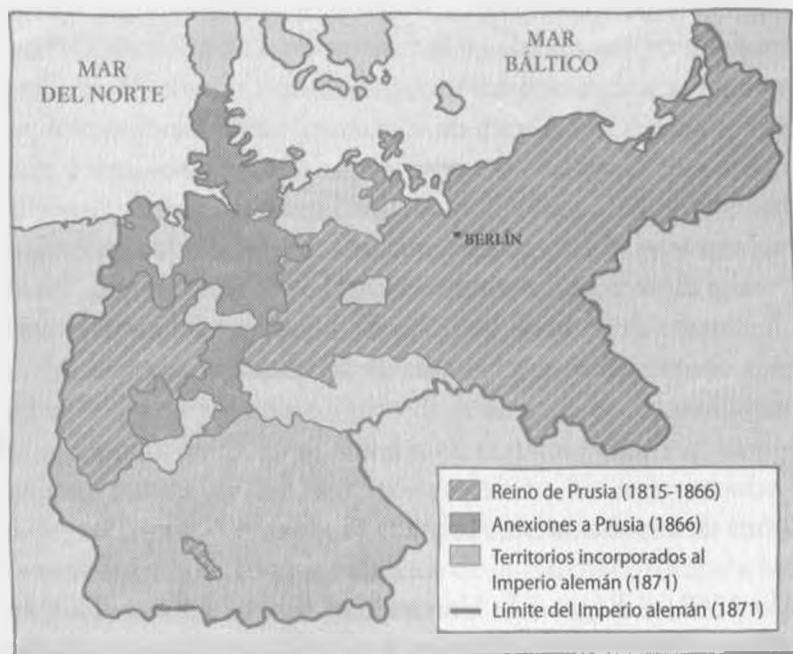 MAR
DEL NORTE
MAR
BÁLTICO
BERLÍN
Reino de Prusia (1815-1866)
Anexiones a Prusia (1866)
Territorios incorporados al
Imperio alemán (1871)
Límite del Imperio alemán (1871)